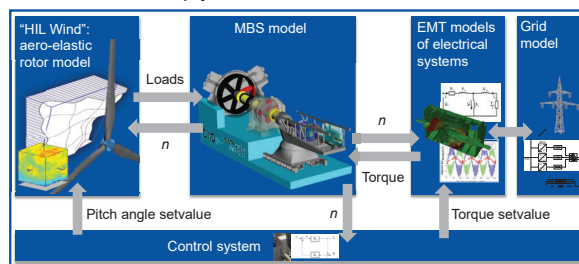 "HIL Wind":
aero-elastic
rotor model
MBS model
EMT models
of electrical
systems
Grid
model
Loads
n
n
Torque
Pitch angle setvalue
n
Torque setvalue
Control system